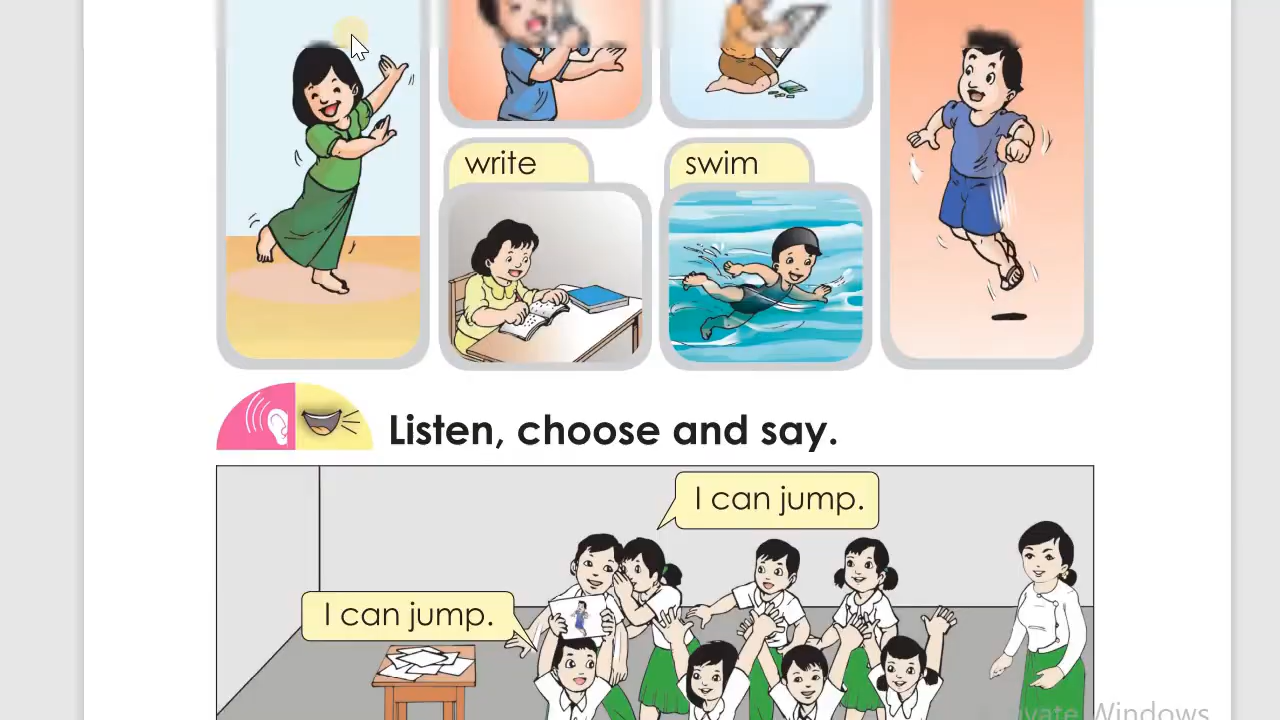 write
swim
Listen, choose and say.
I can jump.
I can jump.